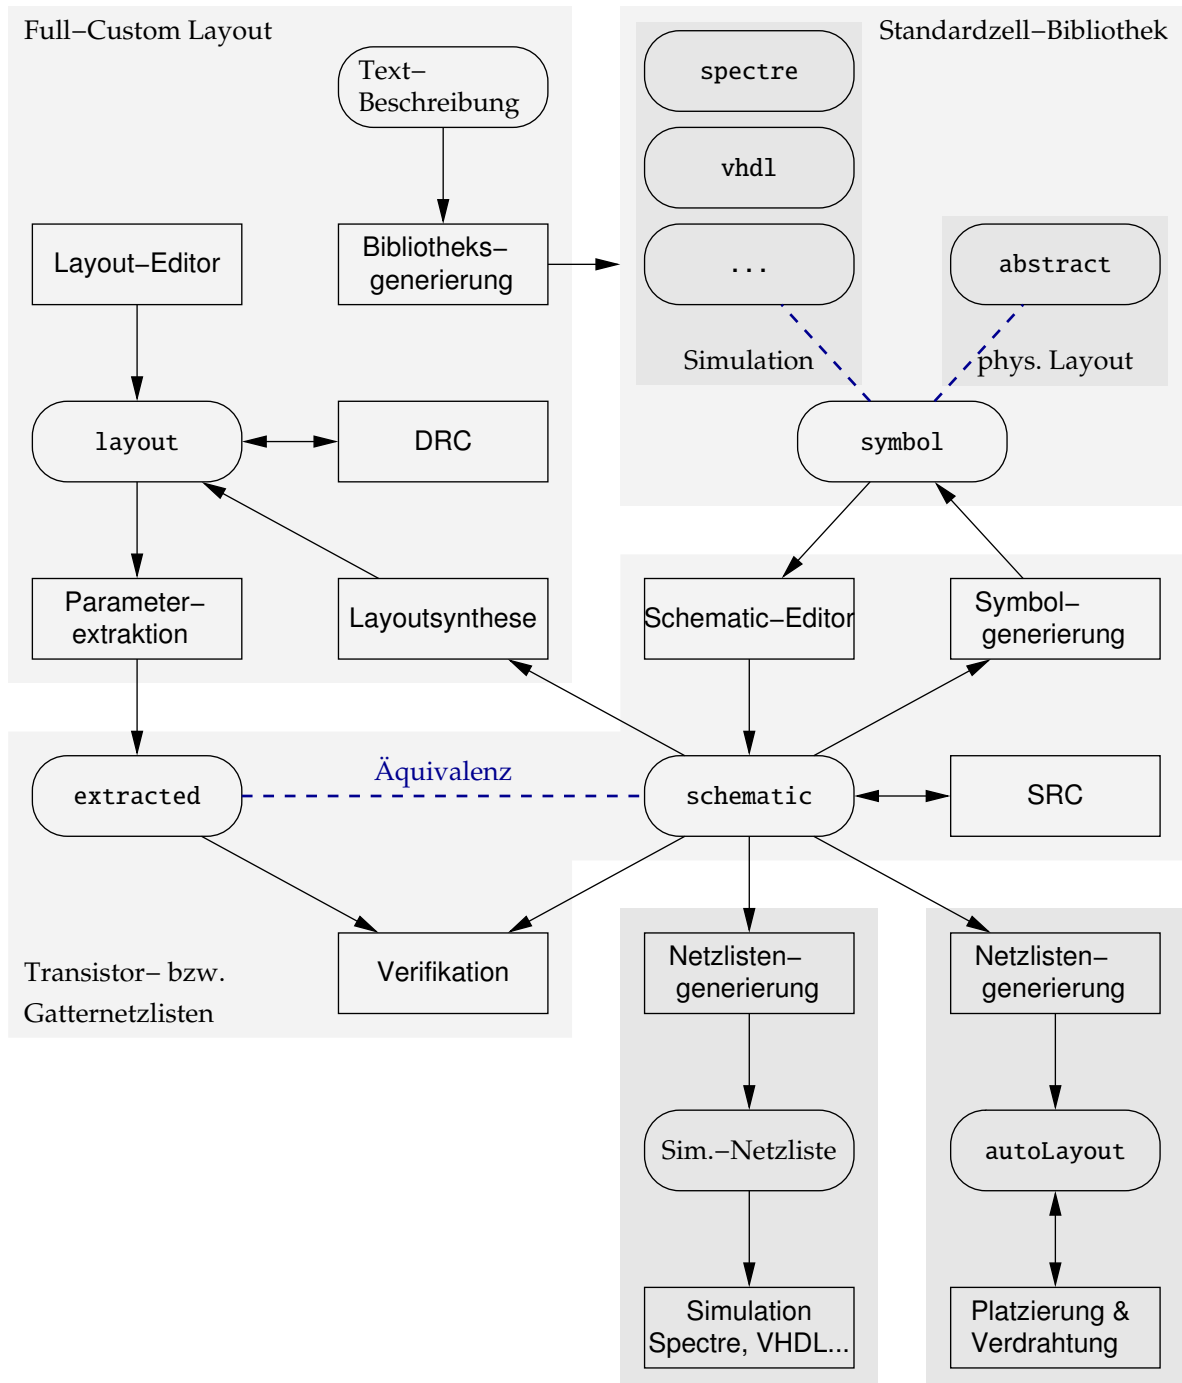 Full−Custom Layout
Standardzell−Bibliothek
Text−
Beschreibung
spectre
vhdl
Layout−Editor
Bibliotheks−
generierung
...
abstract
Simulation
phys. Layout
layout
DRC
symbol
Parameter−
extraktion
Layoutsynthese
Schematic−Editor
Symbol−
generierung
Äquivalenz
extracted
schematic
SRC
Transistor− bzw.
Gatternetzlisten
Verifikation
Netzlisten−
generierung
Netzlisten−
generierung
Sim.−Netzliste
autoLayout
Simulation
Spectre, VHDL...
Platzierung &
Verdrahtung